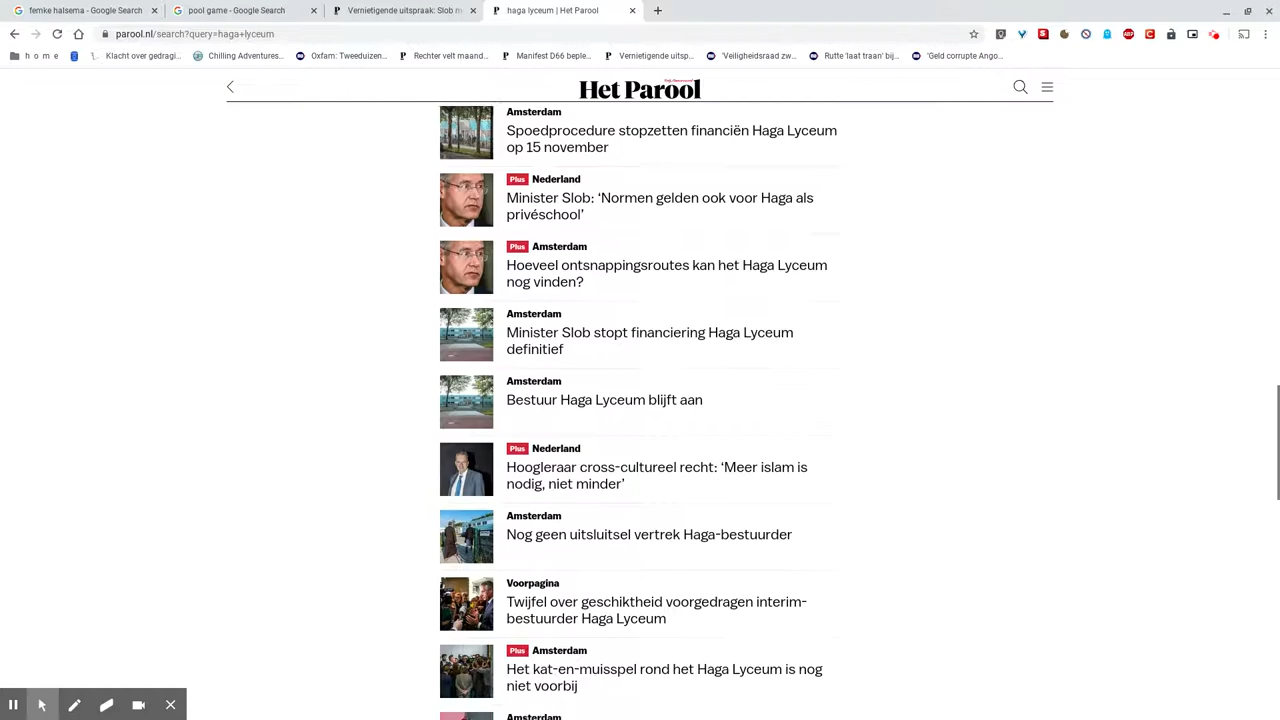 femke halsema - Google Search
pool game - Google Search
Vernietigende uitspraak: Slob m
haga lyceum | Het Parool
parool.nl/search?query=haga+lyceum
h o m e
Klacht over gedragi...
Chilling Adventures...
Oxfam: Tweeduizen...
Rechter velt maand...
Manifest D66 beple...
Vernietigende uitsp...
'Veiligheidsraad zw...
Rutte 'laat traan' bij...
'Geld corrupte Ango...
Het Parool
Amsterdam
Spoedprocedure stopzetten financiën Haga Lyceum
op 15 november
Plus Nederland
Minister Slob: ‘Normen gelden ook voor Haga als
privéschool’
Plus Amsterdam
Hoeveel ontsnappingsroutes kan het Haga Lyceum
nog vinden?
Amsterdam
Minister Slob stopt financiering Haga Lyceum
definitief
Amsterdam
Bestuur Haga Lyceum blijft aan
Plus Nederland
Hoogleraar cross-cultureel recht: ‘Meer islam is
nodig, niet minder’
Amsterdam
Nog geen uitsluitsel vertrek Haga-bestuurder
Voorpagina
Twijfel over geschiktheid voorgedragen interim-
bestuurder Haga Lyceum
Plus Amsterdam
Het kat-en-muisspel rond het Haga Lyceum is nog
niet voorbij
Amsterdam